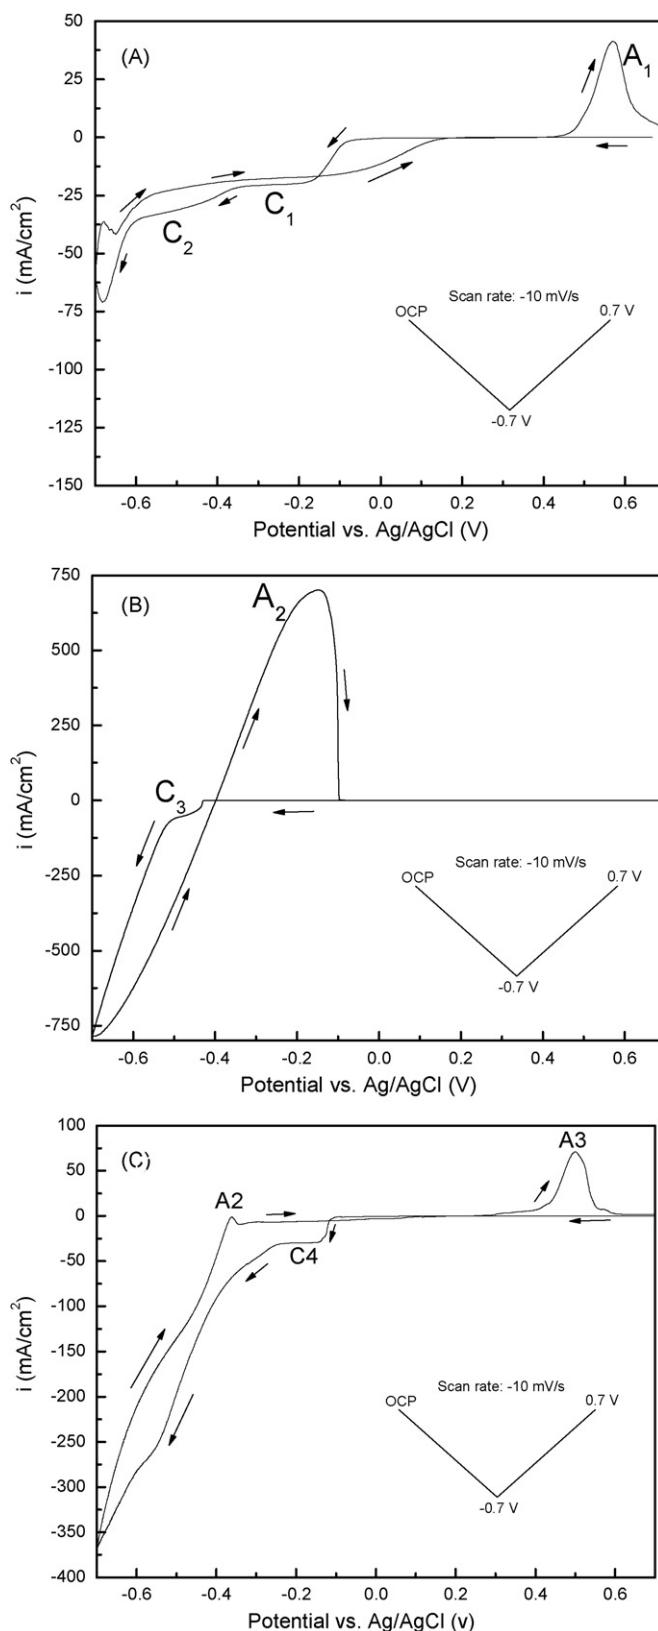 (A)
A1
C1
C2
50
25
0
-25
-50
-75
-100
-125
-150
i (mA/cm²)
Scan rate: -10 mV/s
OCP
0.7 V
-0.7 V
-0.6 -0.4 -0.2 0.0 0.2 0.4 0.6
Potential vs. Ag/AgCl (V)
(B)
A2
C3
750
500
250
0
-250
-500
-750
i (mA/cm²)
Scan rate: -10 mV/s
OCP
0.7 V
-0.7 V
-0.6 -0.4 -0.2 0.0 0.2 0.4 0.6
Potential vs. Ag/AgCl (V)
(C)
A2
A3
C4
100
50
0
-50
-100
-150
-200
-250
-300
-350
-400
i (mA/cm²)
Scan rate: -10 mV/s
OCP
0.7 V
-0.7 V
-0.6 -0.4 -0.2 0.0 0.2 0.4 0.6
Potential vs. Ag/AgCl (v)